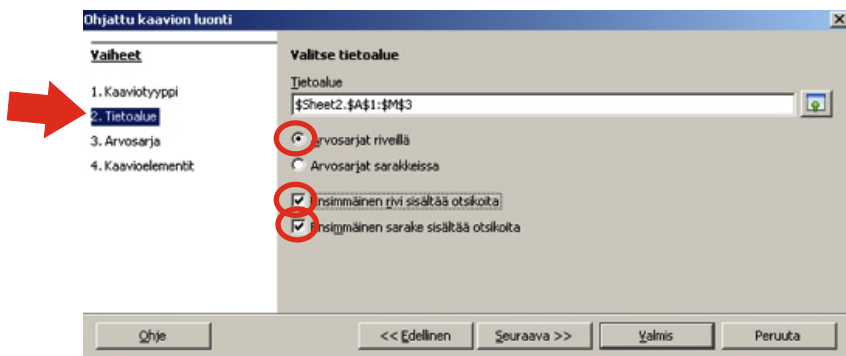 Ohjattu kaavion luonti
Vaiheet
1. Kaaviotyyppi
2. Tietoalue
3. Arvosarja
4. Kaavioelementit
Valitse tietoalue
Tietoalue
$Sheet2.$A$1:$M$3
Arvosarjat riveillä
Arvosarjat sarakkeissa
Ensimmäinen rivi sisältää otsikoita
Ensimmäinen sarake sisältää otsikoita
Ohje
<< Edellinen
Seuraava >>
Valmis
Peruuta